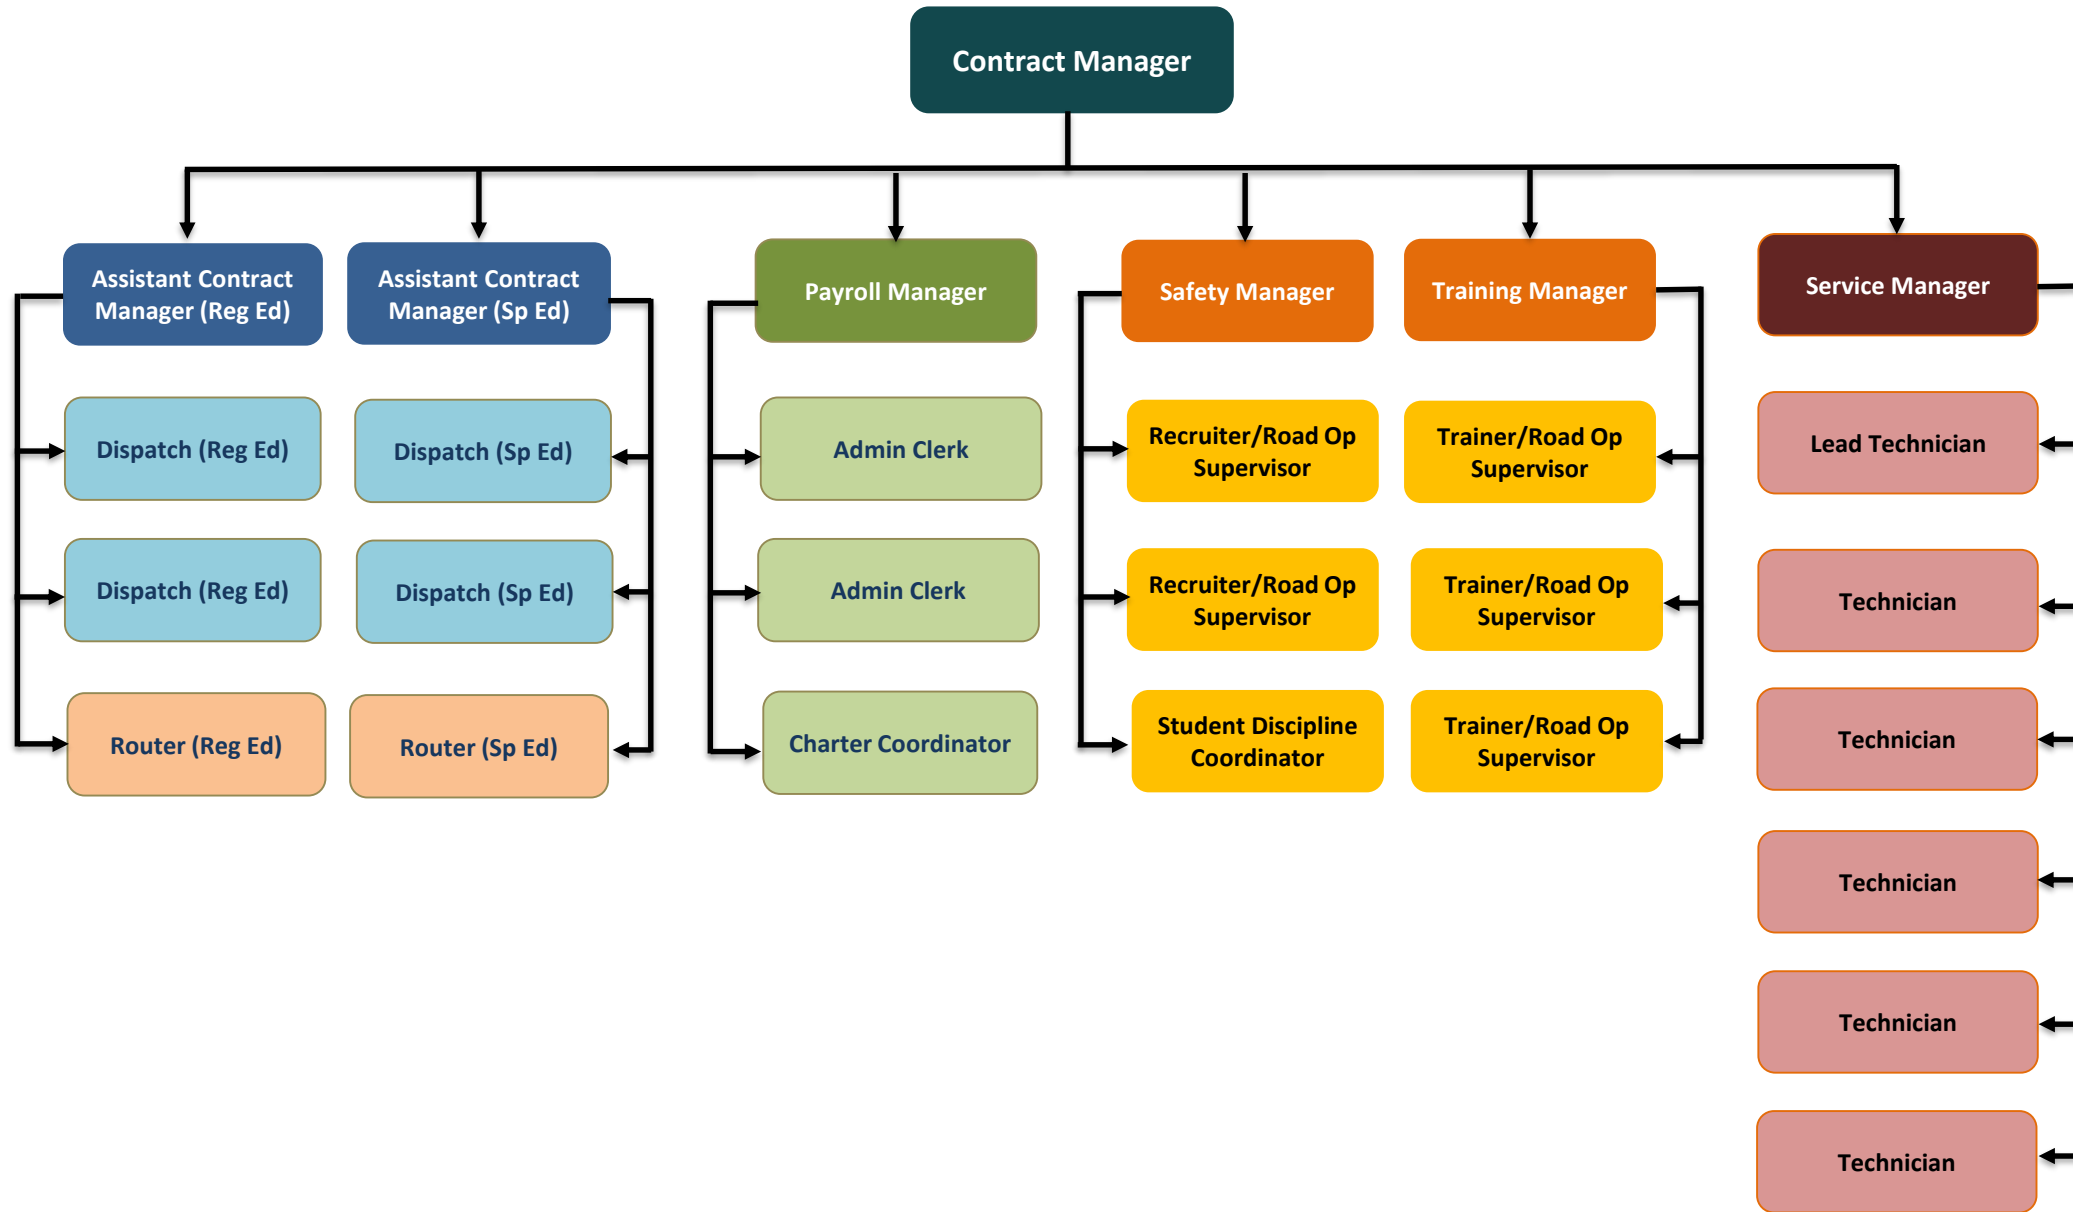 Contract Manager
Assistant Contract
Manager (Reg Ed)
Assistant Contract
Manager (Sp Ed)
Payroll Manager
Safety Manager
Training Manager
Service Manager
Dispatch (Reg Ed)
Dispatch (Sp Ed)
Admin Clerk
Recruiter/Road Op
Supervisor
Trainer/Road Op
Supervisor
Lead Technician
Dispatch (Reg Ed)
Dispatch (Sp Ed)
Admin Clerk
Recruiter/Road Op
Supervisor
Trainer/Road Op
Supervisor
Technician
Router (Reg Ed)
Router (Sp Ed)
Charter Coordinator
Student Discipline
Coordinator
Trainer/Road Op
Supervisor
Technician
Technician
Technician
Technician